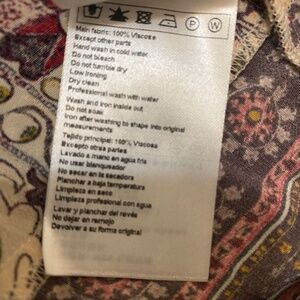 P W
Main fabric: 100% Viscosa
Except other parts
Hand wash in cold water
Do not bleach
Do not tumble dry
Low ironing
Dry clean
Professional wash with water
Wash and iron inside out
Do not soak
Iron after washing to shape into original
measurements
Tejido principal: 100% Viscosa
Excepto otras partes
Lavado a mano en agua fria
No usar blanqueador
No secar en la secadora
Planchar a baja temperatura
Limpieza en seco
Limpieza profesional con agua
Lavar y planchar del revés
No dejar en remojo
Devolver a su forma original